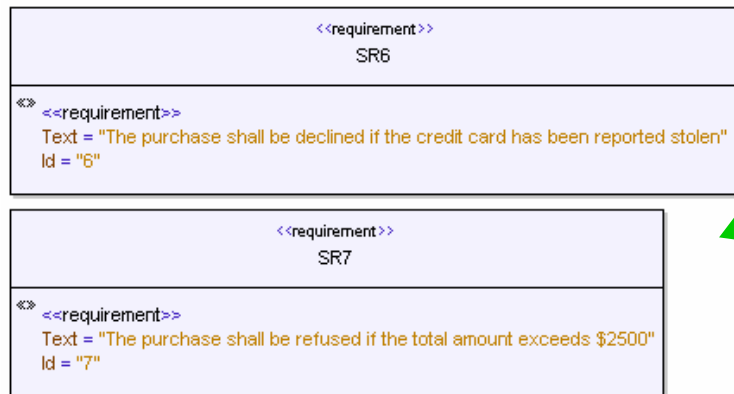 <<requirement>>
SR6
<<requirement>>
Text = "The purchase shall be declined if the credit card has been reported stolen"
Id = "6"
<<requirement>>
SR7
<<requirement>>
Text = "The purchase shall be refused if the total amount exceeds $2500"
Id = "7"